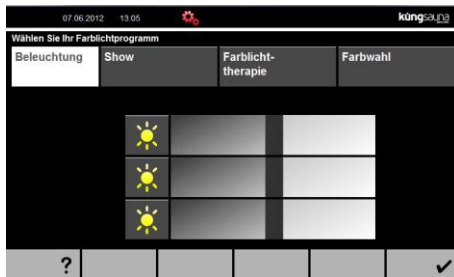 07.06.2012 13:05 küngsauna
Wählen Sie Ihr Farblichtprogramm
Beleuchtung Show Farblicht- Farbwahl
therapie
?